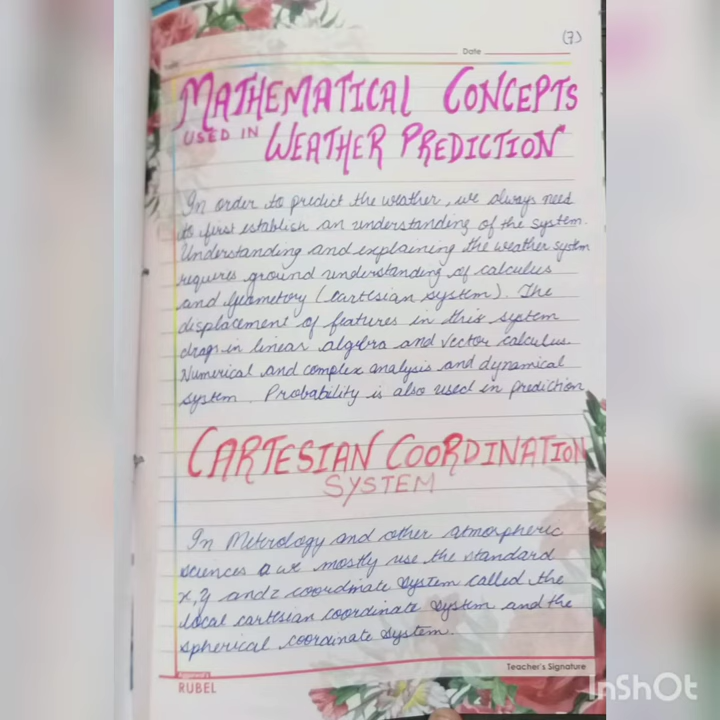 (7)
Date
MATHEMATICAL CONCEPTS
USED IN WEATHER PREDICTION
In order to predict the weather, we always need
to first establish an understanding of the system.
Understanding and explaining the weather system
requires ground understanding of calculus
and Geometory (cartesian system). The
displacement of features in this system
drags in linear algebra and vector calculus.
Numerical and complex analysis and dynamical
system. Probability is also used in prediction
CARTESIAN COORDINATION
SYSTEM
In Meterology and other atmospheric
sciences a we mostly use the standard
x, y and z coordinate system called the
local cartesian coordinate system and the
spherical coordinate system.
Teacher's Signature
RUBEL
InShOt